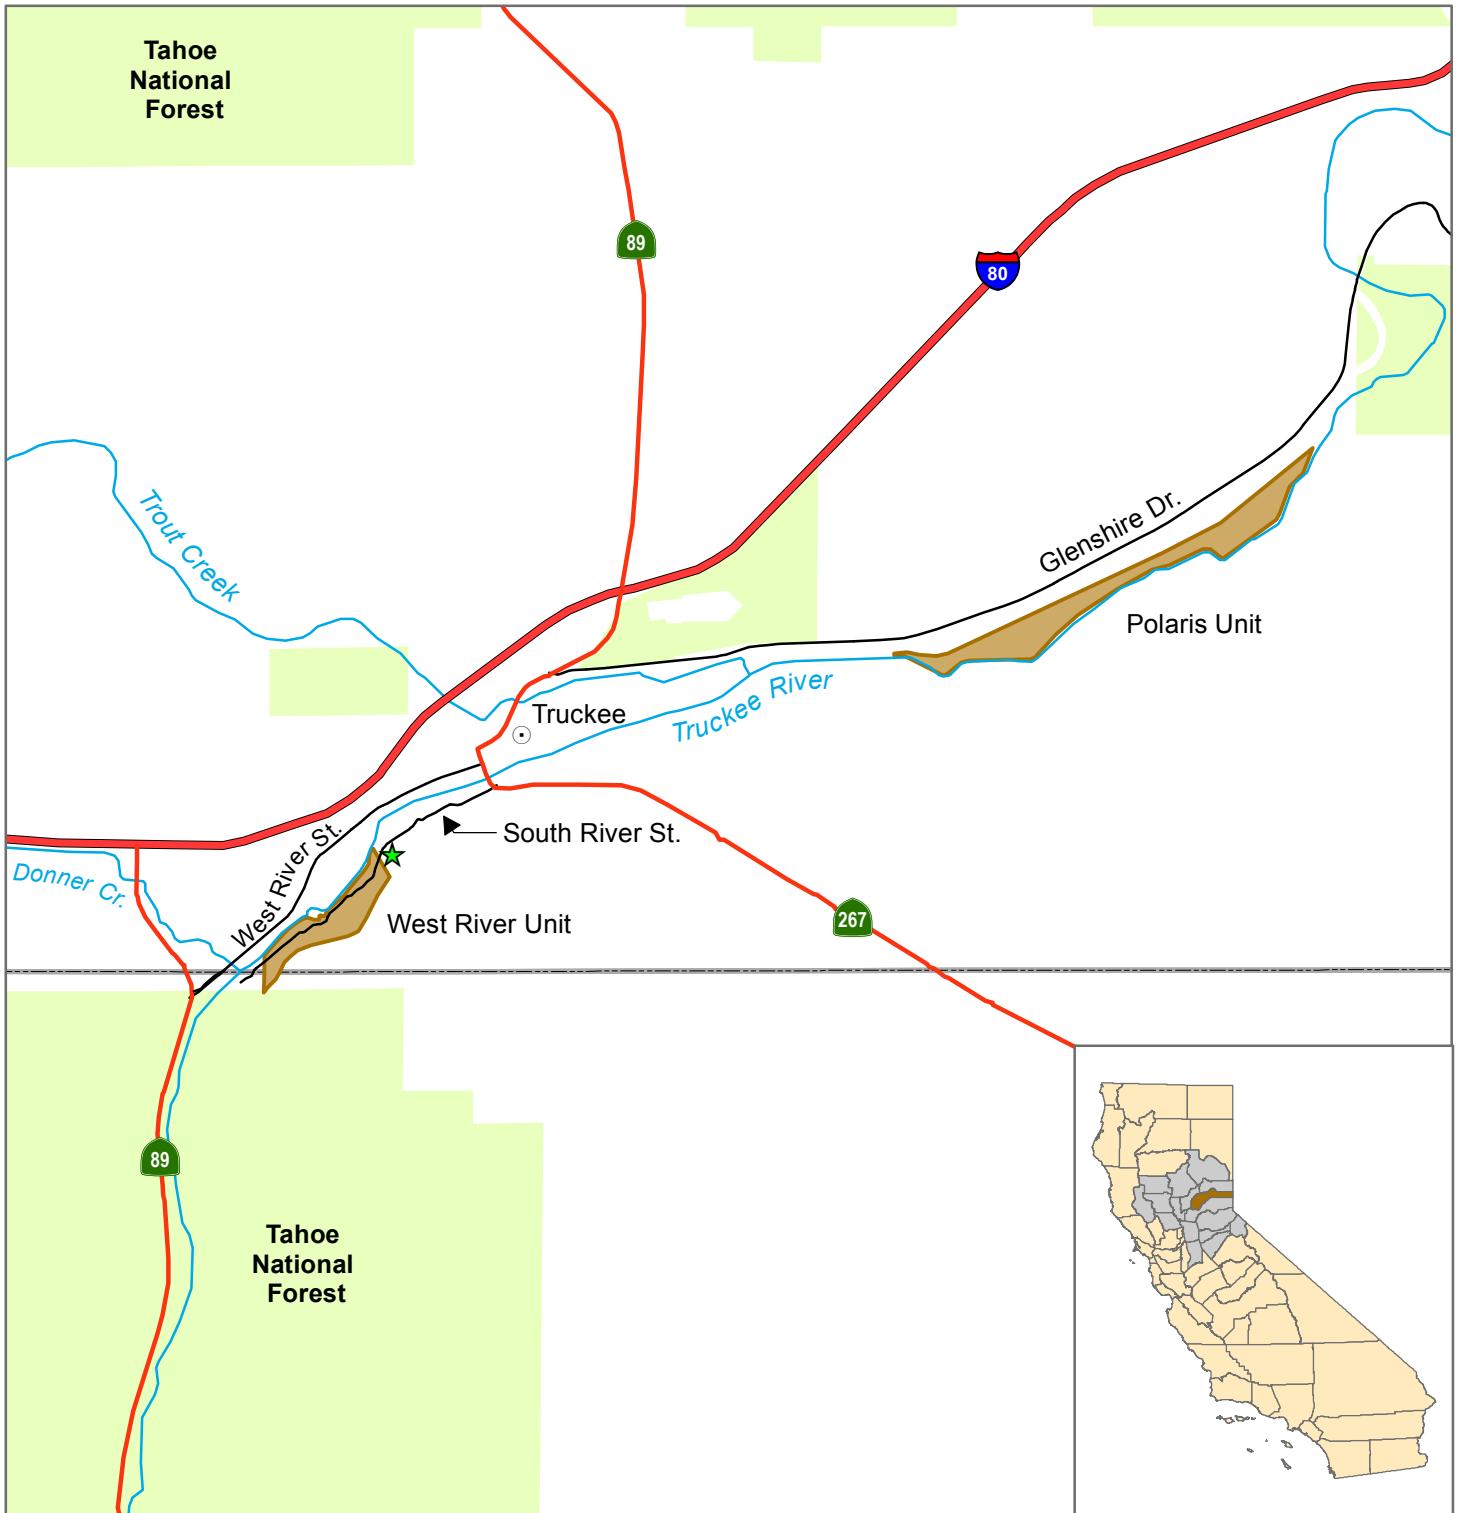 Tahoe
National
Forest
89
80
Trout Creek
Glenshire Dr.
Polaris Unit
Truckee River
Truckee
South River St.
West River St.
Donner Cr.
West River Unit
267
89
Tahoe
National
Forest